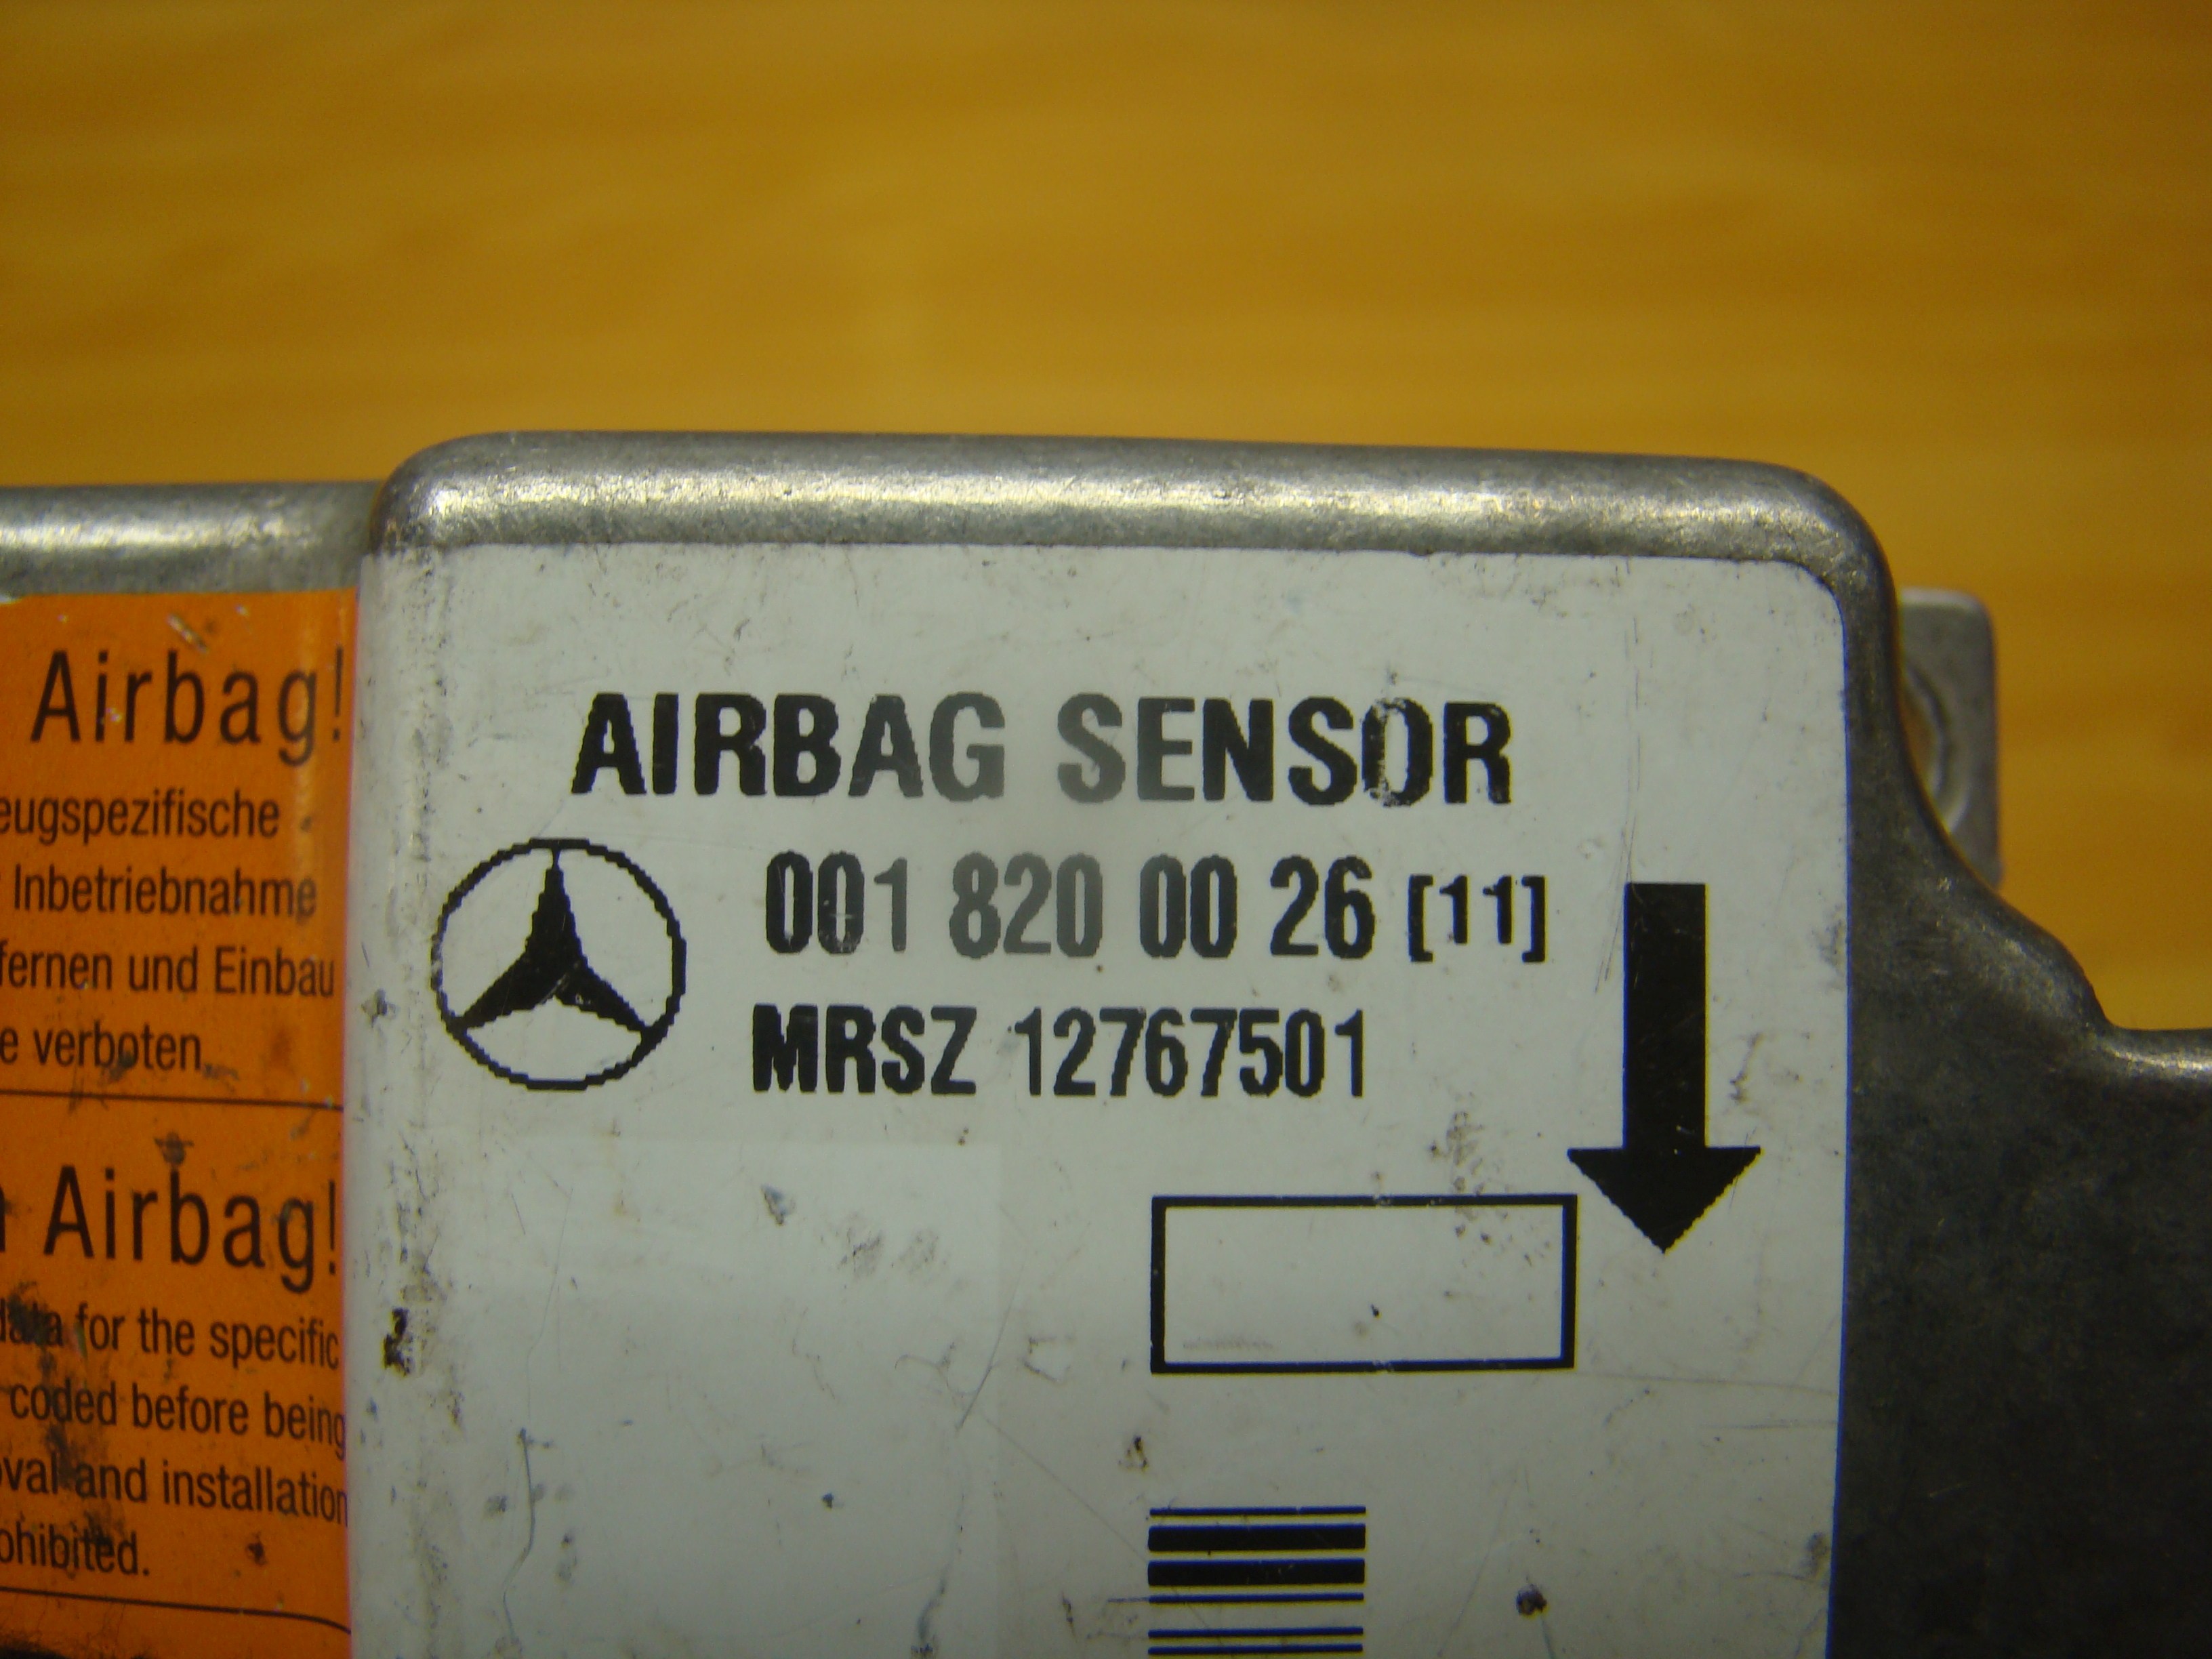 Airbag!
eugspezifische
Inbetriebnahme
fernen und Einbau
e verboten.
Airbag!
data for the specific
coded before being
oval and installation
ohibited.
AIRBAG SENSOR
001 820 00 26 [11]
MRSZ 12767501